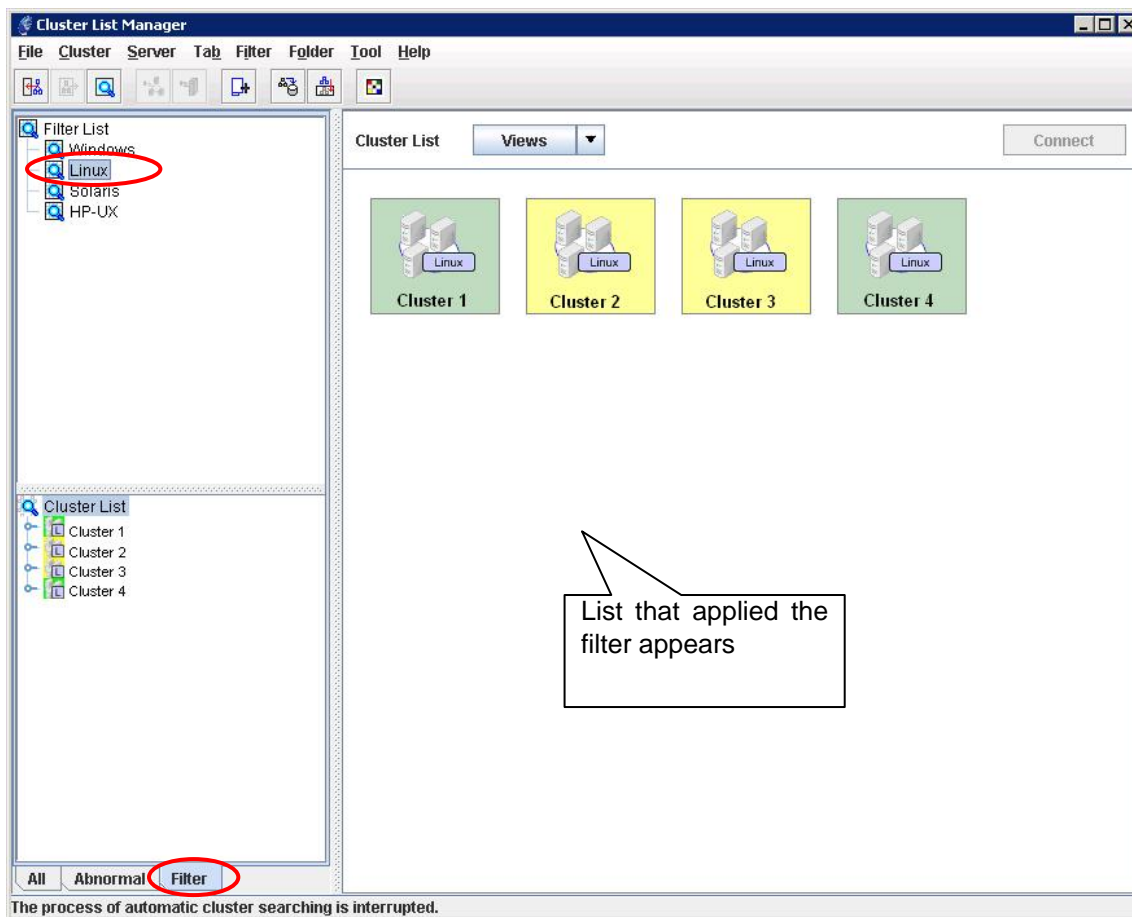 Cluster List Manager
File Cluster Server Tab Filter Folder Tool Help
Filter List
Windows
Linux
Solaris
HP-UX
Cluster List Views Connect
Linux Linux Linux Linux
Cluster 1 Cluster 2 Cluster 3 Cluster 4
Cluster List
L Cluster 1
L Cluster 2
L Cluster 3
L Cluster 4
List that applied the
filter appears
All Abnormal Filter
The process of automatic cluster searching is interrupted.